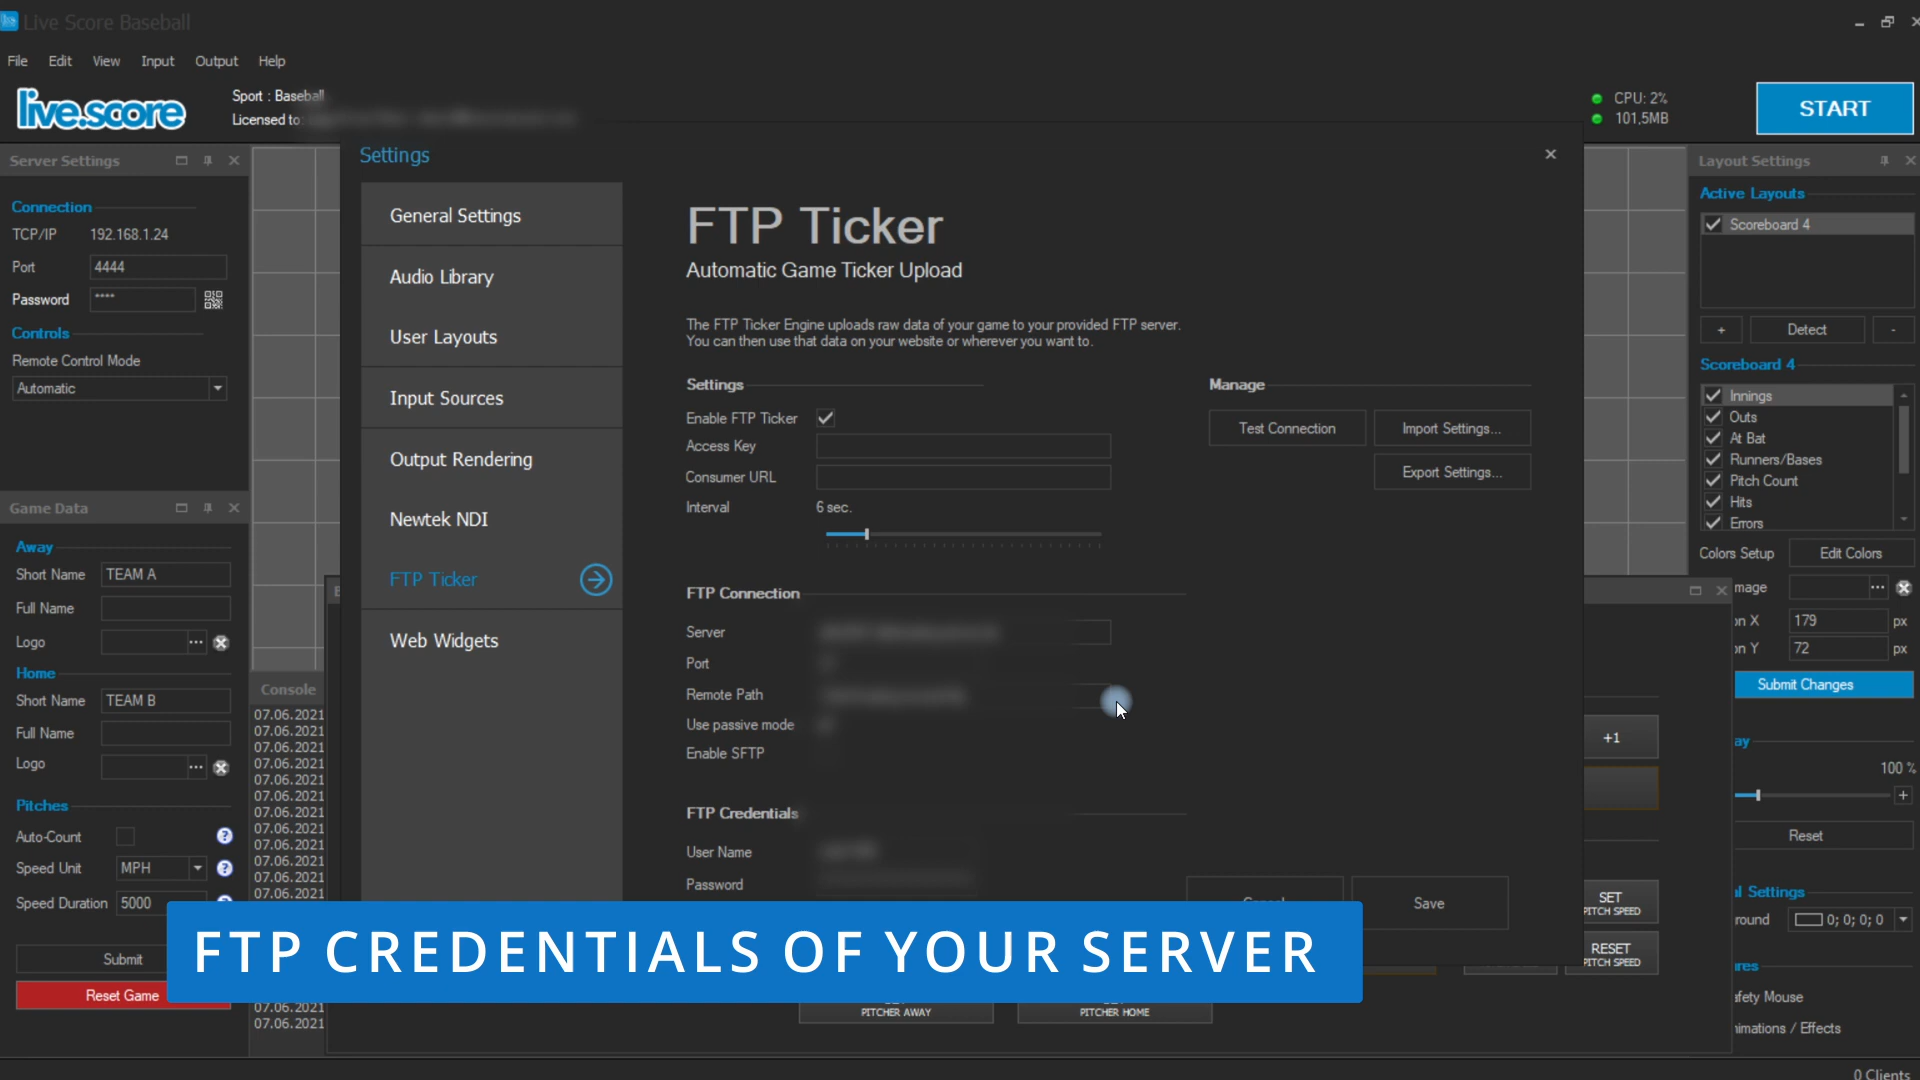 Live Score Baseball
File Edit View Input Output Help
live.score
Sport : Baseball
Licensed to:
CPU: 2%
101,5MB
START
Server Settings
Connection
TCP/IP 192.168.1.24
Port 4444
Password ****
Controls
Remote Control Mode
Automatic
Game Data
Away
Short Name TEAM A
Full Name
Logo ...
Home
Short Name TEAM B
Full Name
Logo ...
Pitches
Auto-Count
Speed Unit MPH
Speed Duration 5000
Submit
Reset Game
Console
07.06.2021
07.06.2021
07.06.2021
07.06.2021
07.06.2021
07.06.2021
07.06.2021
07.06.2021
07.06.2021
07.06.2021
07.06.2021
07.06.2021
07.06.2021
07.06.2021
Settings
General Settings
Audio Library
User Layouts
Input Sources
Output Rendering
Newtek NDI
FTP Ticker
Web Widgets
FTP Ticker
Automatic Game Ticker Upload
The FTP Ticker Engine uploads raw data of your game to your provided FTP server.
You can then use that data on your website or wherever you want to.
Settings
Enable FTP Ticker
Access Key
Consumer URL
Interval 6 sec.
Manage
Test Connection
Import Settings...
Export Settings...
FTP Connection
Server
Port
Remote Path
Use passive mode
Enable SFTP
FTP Credentials
User Name
Password
Save
FTP CREDENTIALS OF YOUR SERVER
PITCHER AWAY
PITCHER HOME
+1
SET
PITCH SPEED
RESET
PITCH SPEED
Layout Settings
Active Layouts
Scoreboard 4
+ Detect -
Scoreboard 4
Innings
Outs
At Bat
Runners/Bases
Pitch Count
Hits
Errors
Colors Setup Edit Colors
mage ...
on X 179 px
on Y 72 px
Submit Changes
ay
100 %
+
Reset
l Settings
round 0; 0; 0; 0
res
afety Mouse
nimations / Effects
0 Clients